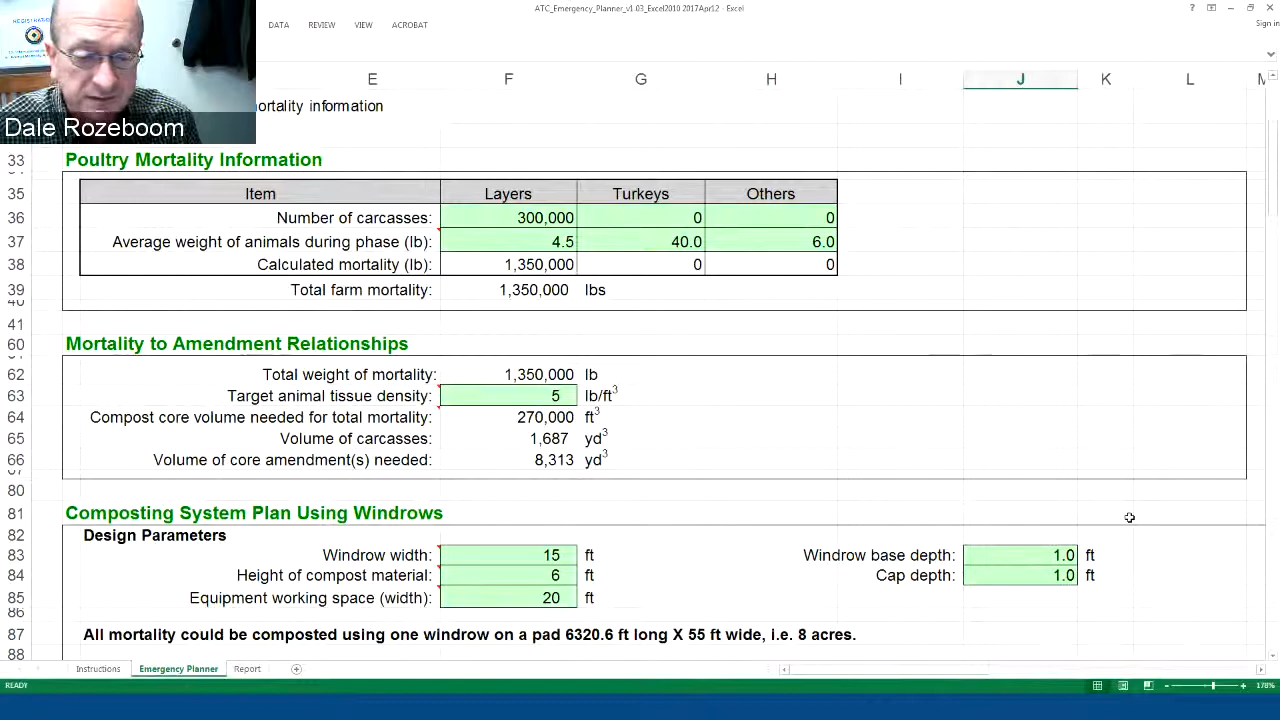 ATC_Emergency_Planner_v1.03_Excel2010 2017Apr12 - Excel
DATA REVIEW VIEW ACROBAT
Sign in
E F G H I J K L M
ortality information
Dale Rozeboom
33 Poultry Mortality Information
35 Item Layers Turkeys Others
36 Number of carcasses: 300,000 0 0
37 Average weight of animals during phase (lb): 4.5 40.0 6.0
38 Calculated mortality (lb): 1,350,000 0 0
39 Total farm mortality: 1,350,000 lbs
40
41
60 Mortality to Amendment Relationships
62 Total weight of mortality: 1,350,000 lb
63 Target animal tissue density: 5 lb/ft3
64 Compost core volume needed for total mortality: 270,000 ft3
65 Volume of carcasses: 1,687 yd3
66 Volume of core amendment(s) needed: 8,313 yd3
67
80
81 Composting System Plan Using Windrows
82 Design Parameters
83 Windrow width: 15 ft Windrow base depth: 1.0 ft
84 Height of compost material: 6 ft Cap depth: 1.0 ft
85 Equipment working space (width): 20 ft
86
87 All mortality could be composted using one windrow on a pad 6320.6 ft long X 55 ft wide, i.e. 8 acres.
88
Instructions Emergency Planner Report
READY 178%